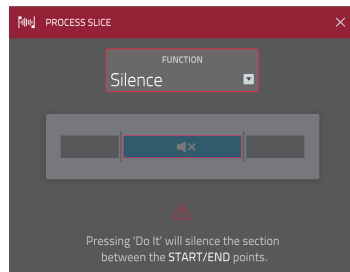 PROCESS SLICE
FUNCTION
Silence
Pressing 'Do It' will silence the section
between the START/END points.